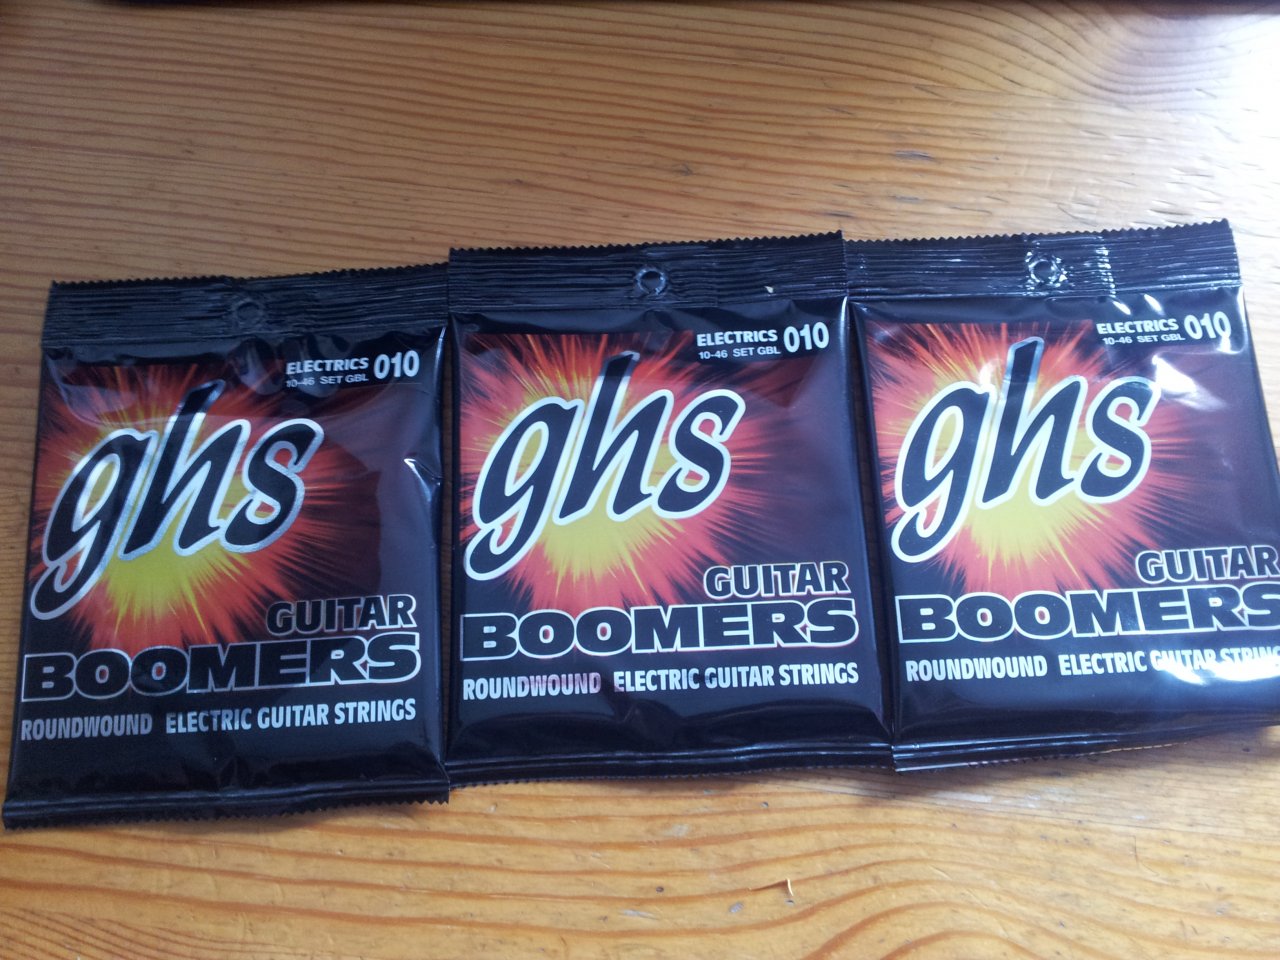 ELECTRICS 010
10-46 SET GBL
ghs
GUITAR
BOOMERS
ROUNDWOUND ELECTRIC GUITAR STRINGS
ELECTRICS 010
10-46 SET GBL
ghs
GUITAR
BOOMERS
ROUNDWOUND ELECTRIC GUITAR STRINGS
ELECTRICS 010
10-46 SET GBL
ghs
GUITAR
BOOMERS
ROUNDWOUND ELECTRIC GUITAR STRING